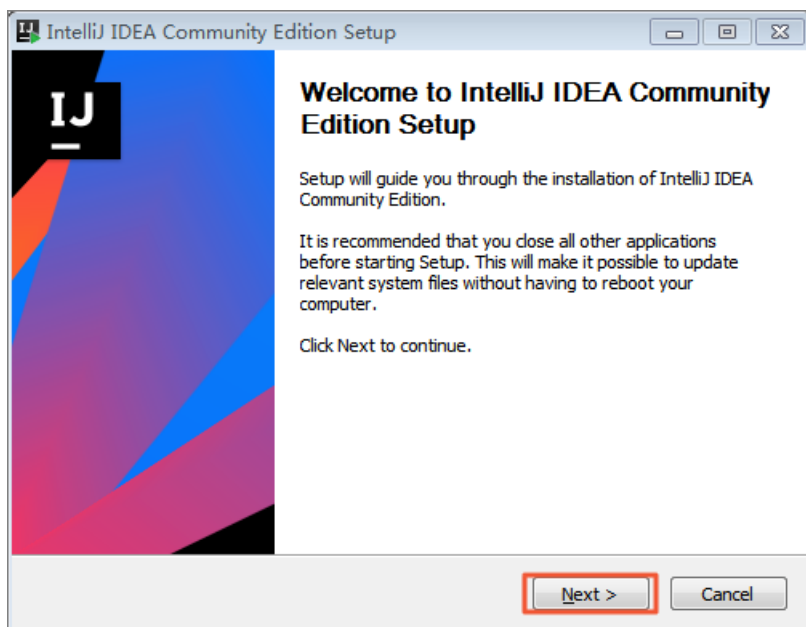 IntelliJ IDEA Community Edition Setup
IJ
Welcome to IntelliJ IDEA Community
Edition Setup
Setup will guide you through the installation of IntelliJ IDEA
Community Edition.
It is recommended that you close all other applications
before starting Setup. This will make it possible to update
relevant system files without having to reboot your
computer.
Click Next to continue.
Next >
Cancel